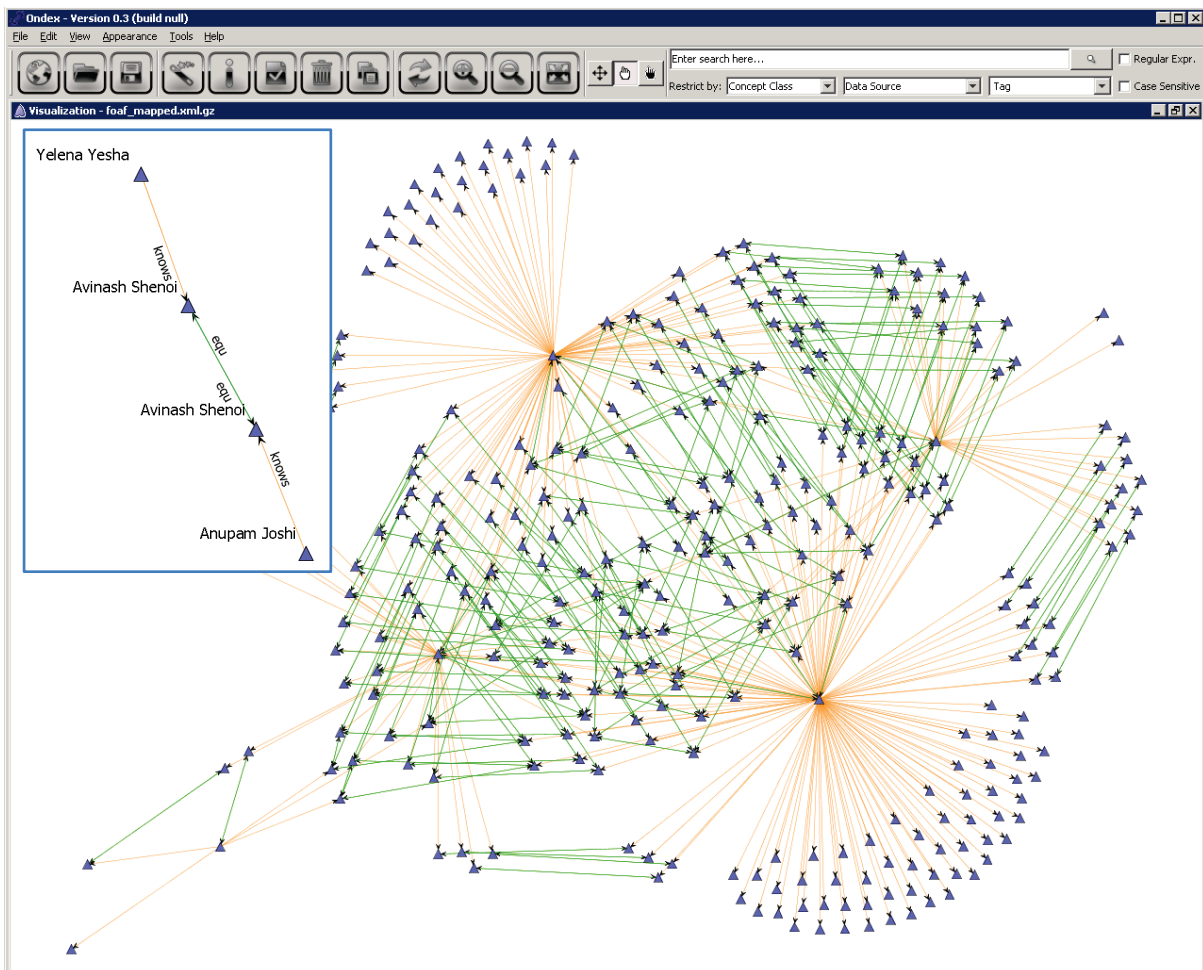 Ondex - Version 0.3 (build null)
File Edit View Appearance Tools Help
Enter search here...
Regular Expr.
Restrict by: Concept Class Data Source Tag
Case Sensitive
Visualization - foaf_mapped.xml.gz
Yelena Yesha
knows
Avinash Shenoi
equ
equ
Avinash Shenoi
knows
Anupam Joshi